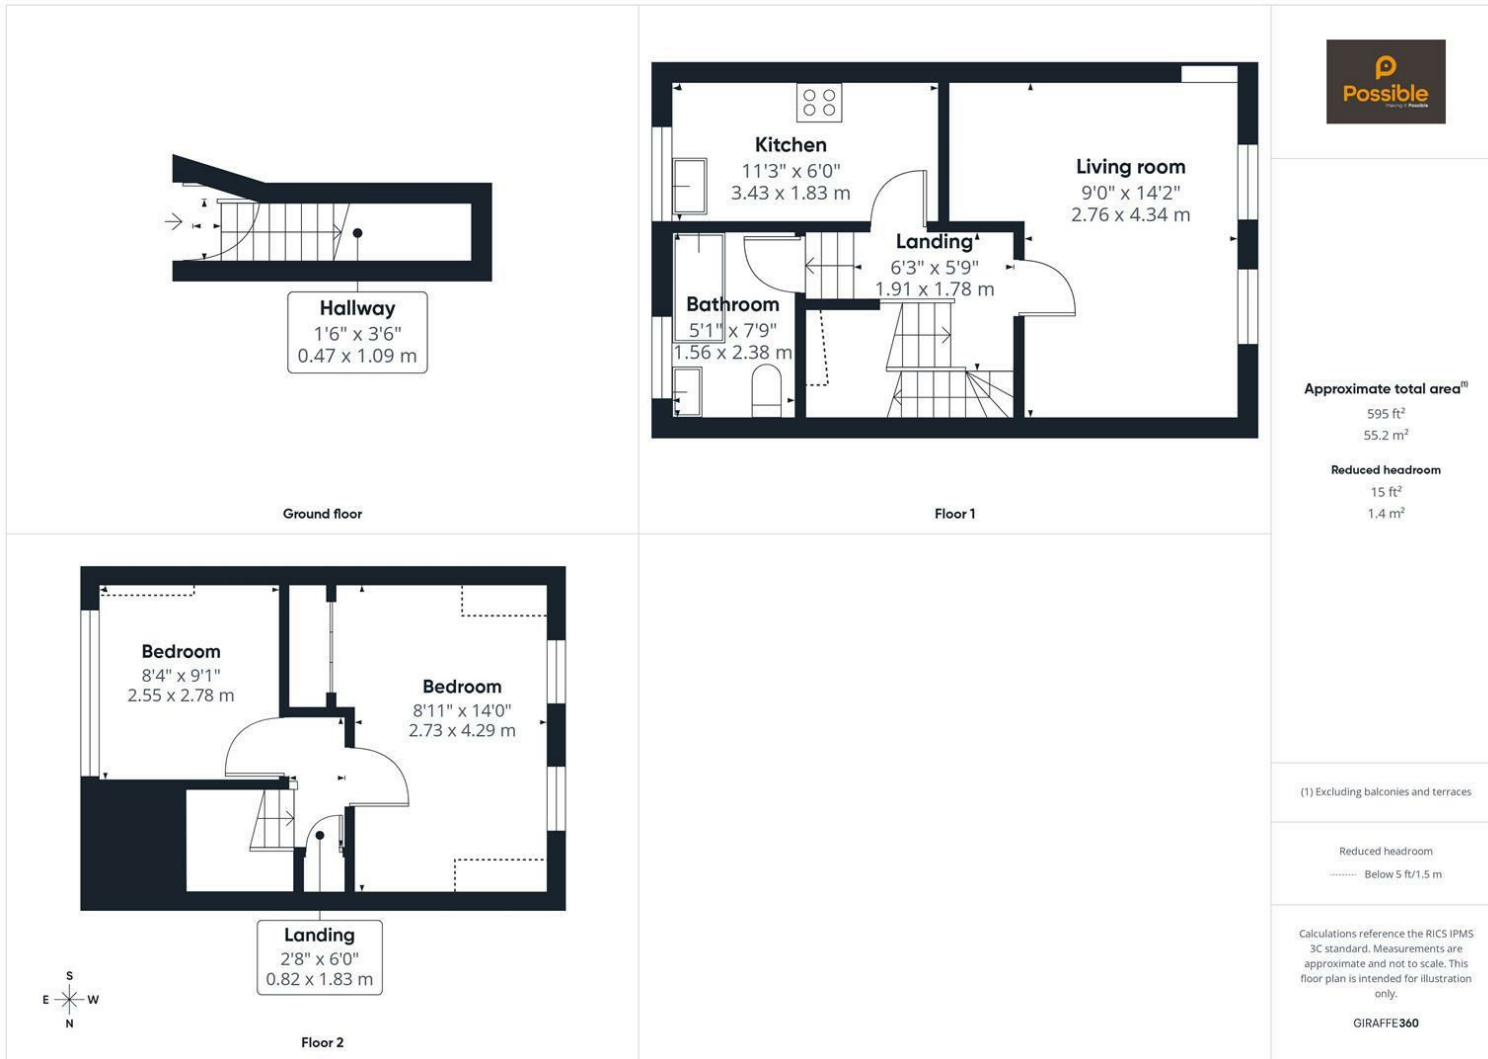 Hallway
1'6" x 3'6"
0.47 x 1.09 m
Ground floor
Kitchen
11'3" x 6'0"
3.43 x 1.83 m
Living room
9'0" x 14'2"
2.76 x 4.34 m
Landing
6'3" x 5'9"
1.91 x 1.78 m
Bathroom
5'1" x 7'9"
1.56 x 2.38 m
Floor 1
Bedroom
8'4" x 9'1"
2.55 x 2.78 m
Bedroom
8'11" x 14'0"
2.73 x 4.29 m
Landing
2'8" x 6'0"
0.82 x 1.83 m
S
E W
N
Floor 2
Possible
Making it Possible
Approximate total area(1)
595 ft²
55.2 m²
Reduced headroom
15 ft²
1.4 m²
(1) Excluding balconies and terraces
Reduced headroom
Below 5 ft/1.5 m
Calculations reference the RICS IPMS
3C standard. Measurements are
approximate and not to scale. This
floor plan is intended for illustration
only.
GIRAFFE360